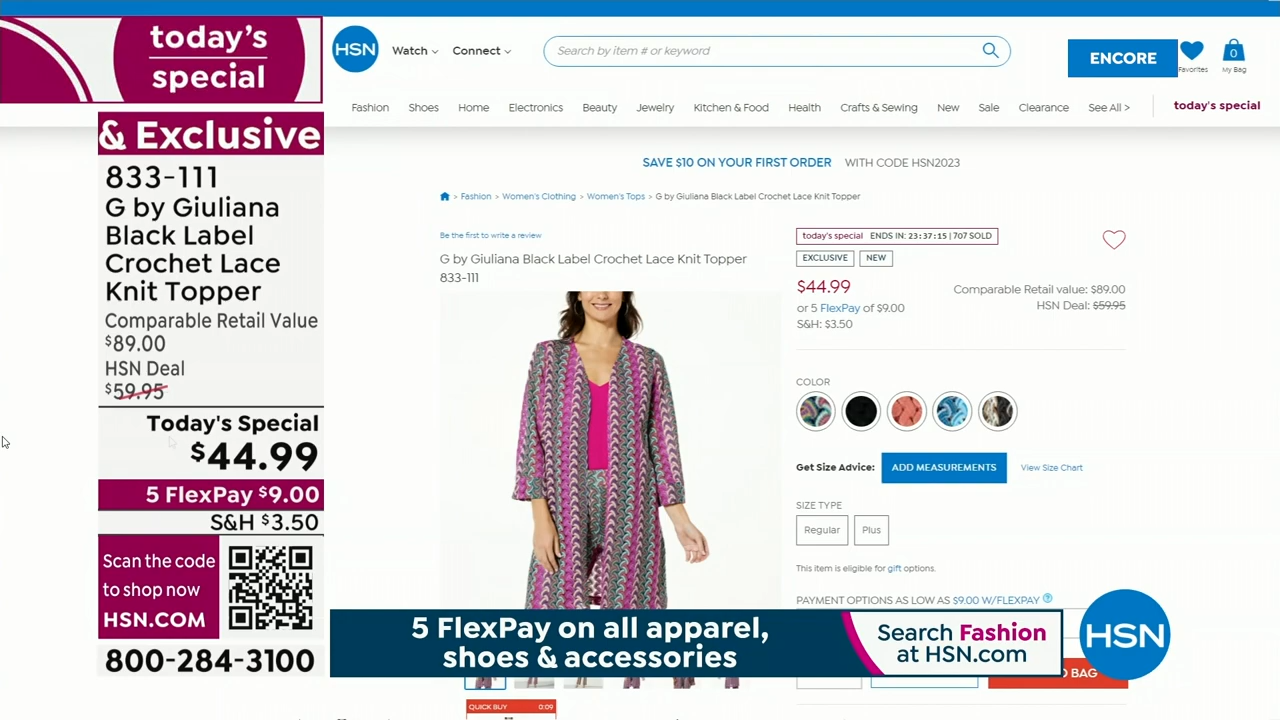 today's
special
& Exclusive
833-111
G by Giuliana
Black Label
Crochet Lace
Knit Topper
Comparable Retail Value
$89.00
HSN Deal
$59.95
Today's Special
$44.99
5 FlexPay $9.00
S&H $3.50
Scan the code
to shop now
HSN.COM
800-284-3100
HSN
Watch
Connect
Search by item # or keyword
ENCORE
Favorites
0
My Bag
Fashion
Shoes
Home
Electronics
Beauty
Jewelry
Kitchen & Food
Health
Crafts & Sewing
New
Sale
Clearance
See All >
today's special
SAVE $10 ON YOUR FIRST ORDER WITH CODE HSN2023
> Fashion > Women's Clothing > Women's Tops > G by Giuliana Black Label Crochet Lace Knit Topper
Be the first to write a review
G by Giuliana Black Label Crochet Lace Knit Topper
833-111
today's special ENDS IN: 23:37:15 | 707 SOLD
EXCLUSIVE
NEW
$44.99
or 5 FlexPay of $9.00
S&H: $3.50
Comparable Retail value: $89.00
HSN Deal: $59.95
COLOR
Get Size Advice:
ADD MEASUREMENTS
View Size Chart
SIZE TYPE
Regular
Plus
This item is eligible for gift options.
PAYMENT OPTIONS AS LOW AS $9.00 W/FLEXPAY
5 FlexPay on all apparel,
shoes & accessories
Search Fashion
at HSN.com
HSN
BAG
QUICK BUY 0:09